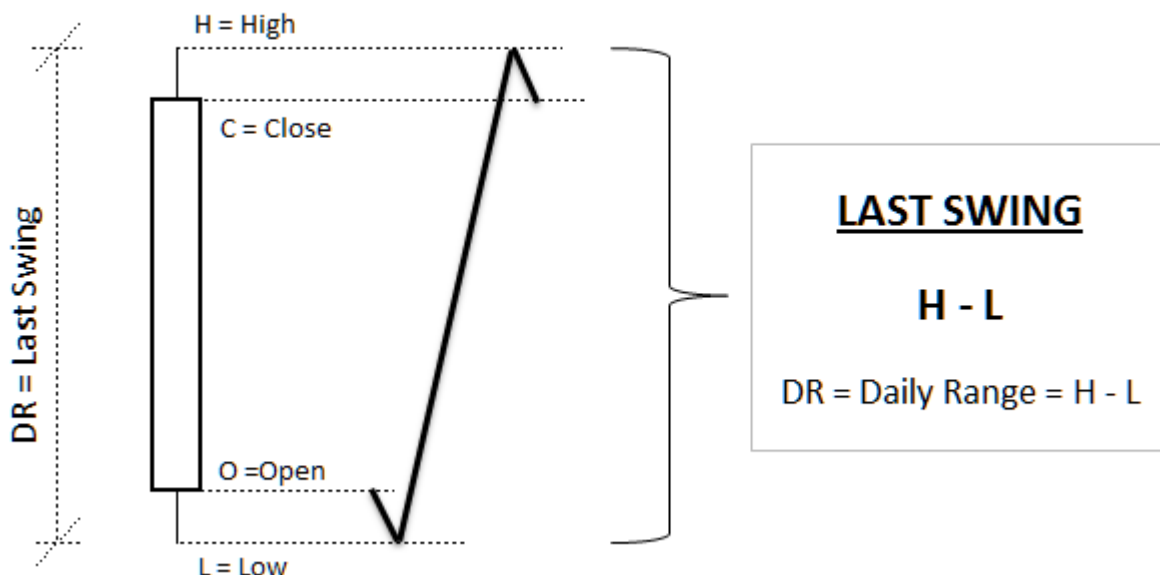 H = High
C = Close
DR = Last Swing
O =Open
L = Low
LAST SWING
H - L
DR = Daily Range = H - L